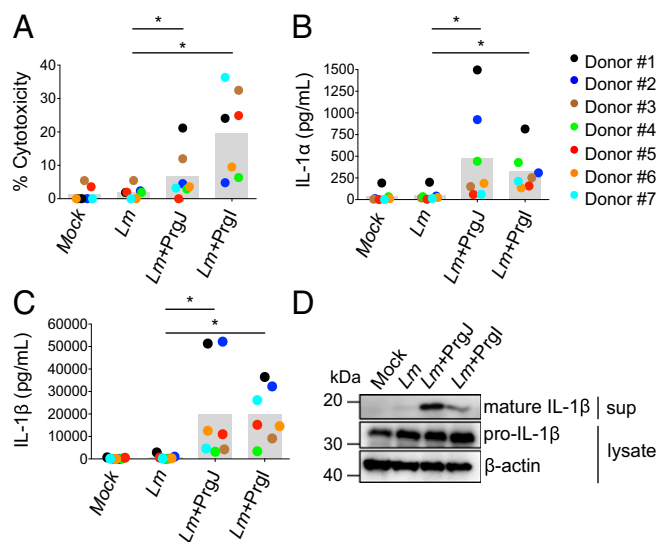 A
% Cytotoxicity
40
30
20
10
0
*
*
Mock
Lm
Lm+PrgJ
Lm+PrgI
B
IL-1α (pg/mL)
1500
1250
1000
750
500
250
0
*
*
Mock
Lm
Lm+PrgJ
Lm+PrgI
Donor #1
Donor #2
Donor #3
Donor #4
Donor #5
Donor #6
Donor #7
C
IL-1β (pg/mL)
60000
50000
40000
30000
20000
10000
0
*
*
Mock
Lm
Lm+PrgJ
Lm+PrgI
D
Mock
Lm
Lm+PrgJ
Lm+PrgI
kDa
20
mature IL-1β
sup
30
pro-IL-1β
lysate
40
β-actin